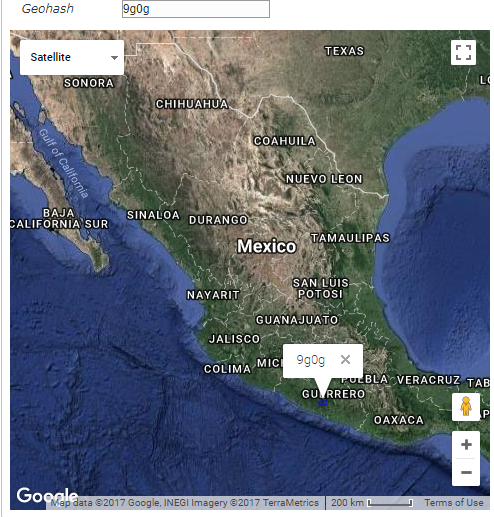 Geohash 9g0g
Satellite
TEXAS
SONORA
CHIHUAHUA
COAHUILA
Gulf of California
NUEVO LEON
BAJA
CALIFORNIA SUR
SINALOA
DURANGO
TAMAULIPAS
Mexico
SAN LUIS
POTOSI
NAYARIT
GUANAJUATO
JALISCO
9g0g
COLIMA
MIC
PUEBLA
VERACRUZ
TAB
GUERRERO
OAXACA
Google
Map data ©2017 Google, INEGI Imagery ©2017 TerraMetrics
200 km
Terms of Use